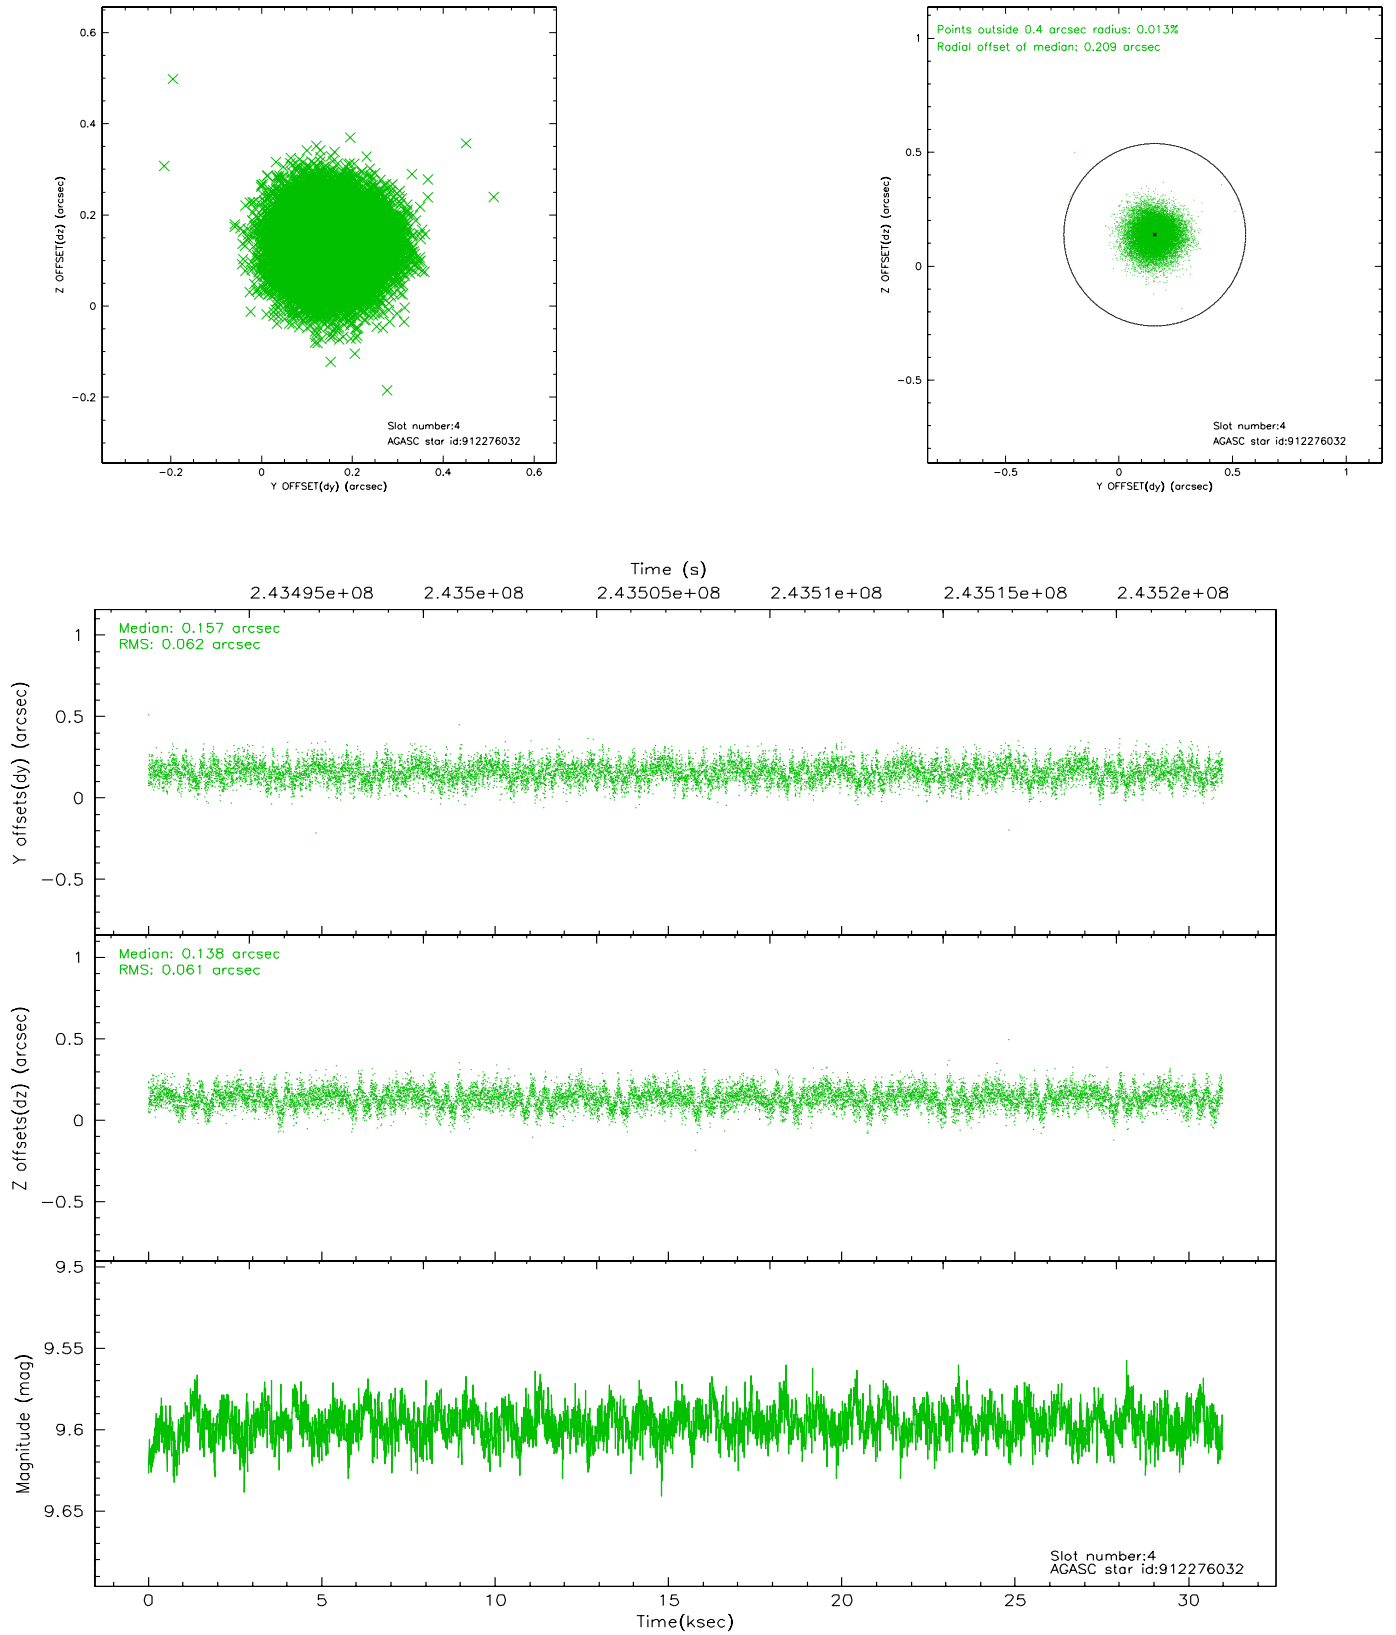 0.6
0.4
0.2
0
−0.2
Z OFFSET(dz) (arcsec)
Slot number:4
AGASC star id:912276032
−0.2 0 0.2 0.4 0.6
Y OFFSET(dy) (arcsec)
Points outside 0.4 arcsec radius: 0.013%
Radial offset of median: 0.209 arcsec
1
0.5
0
−0.5
Z OFFSET(dz) (arcsec)
Slot number:4
AGASC star id:912276032
−0.5 0 0.5 1
Y OFFSET(dy) (arcsec)
Time (s)
2.43495e+08 2.435e+08 2.43505e+08 2.4351e+08 2.43515e+08 2.4352e+08
Median: 0.157 arcsec
RMS: 0.062 arcsec
1
0.5
0
−0.5
Y offsets(dy) (arcsec)
Median: 0.138 arcsec
RMS: 0.061 arcsec
1
0.5
0
−0.5
Z offsets(dz) (arcsec)
9.5
9.55
9.6
9.65
Magnitude (mag)
Slot number:4
AGASC star id:912276032
0 5 10 15 20 25 30
Time(ksec)